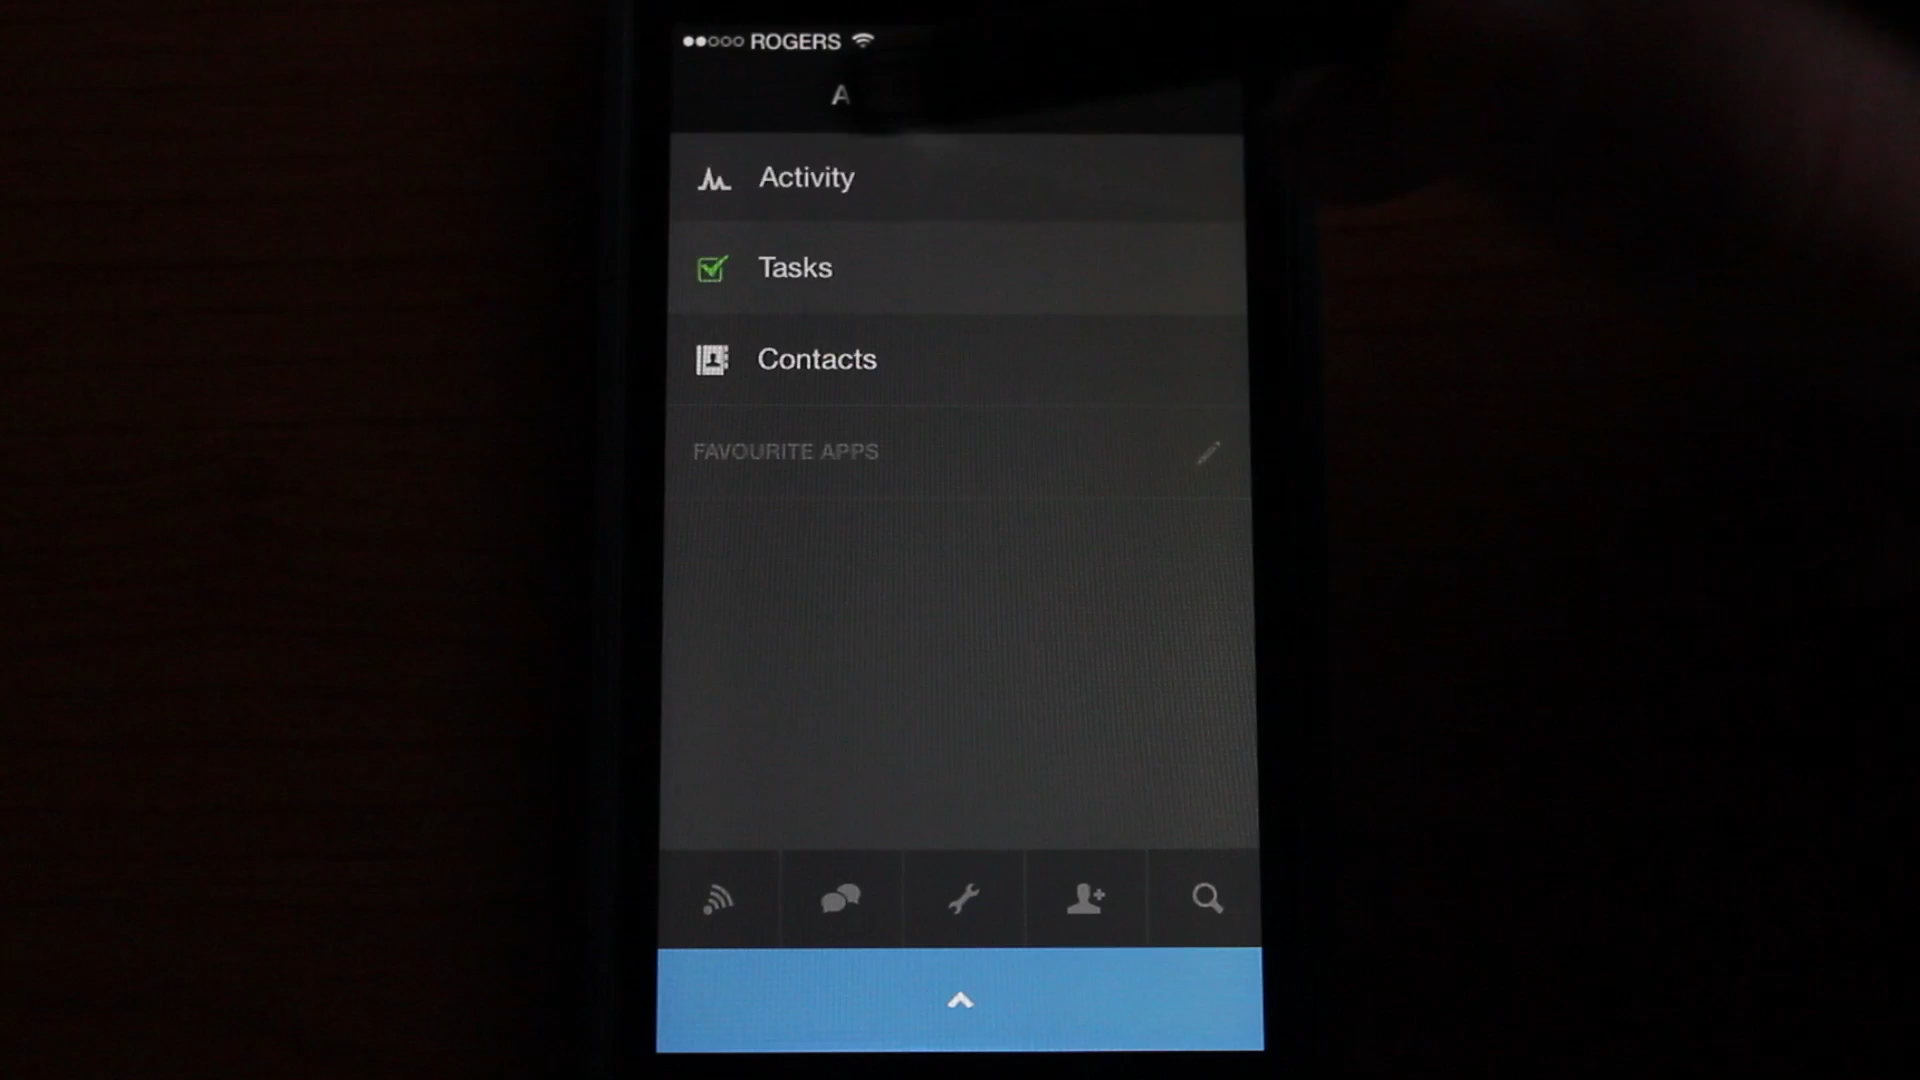 ROGERS
A
Activity
Tasks
Contacts
FAVOURITE APPS